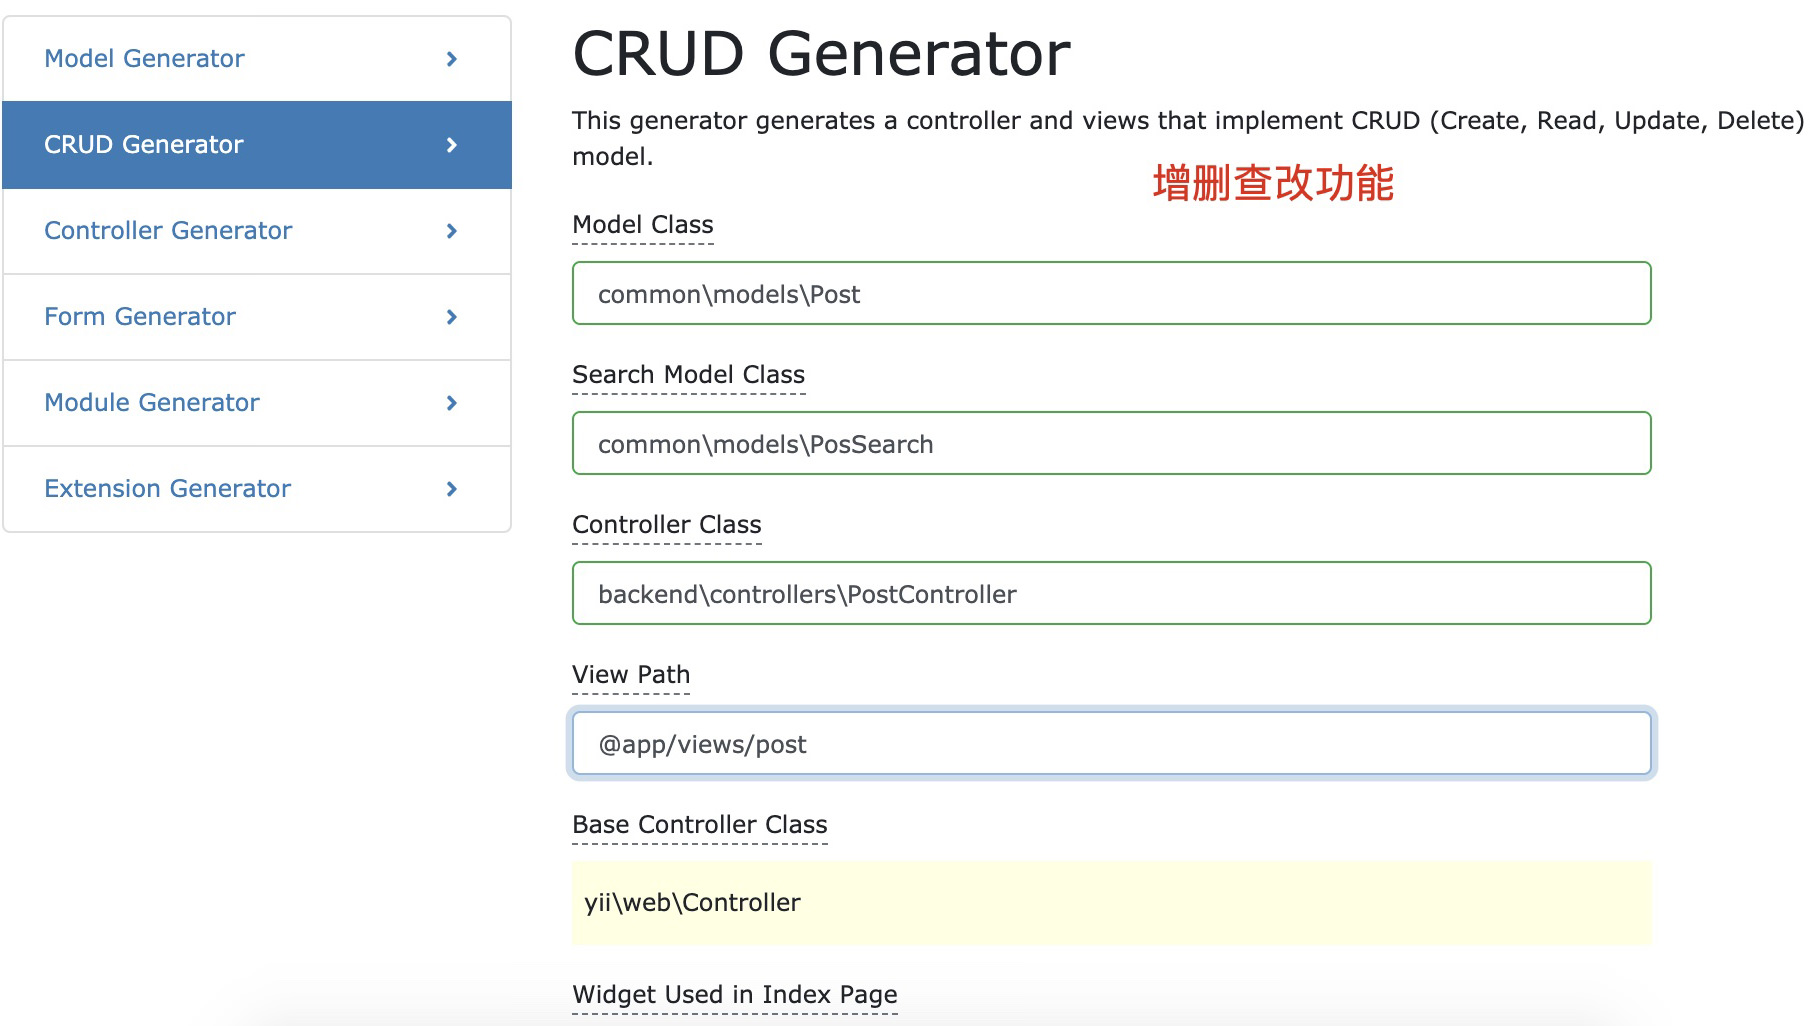 Model Generator
CRUD Generator
Controller Generator
Form Generator
Module Generator
Extension Generator
CRUD Generator
This generator generates a controller and views that implement CRUD (Create, Read, Update, Delete)
model.
增删查改功能
Model Class
common\models\Post
Search Model Class
common\models\PosSearch
Controller Class
backend\controllers\PostController
View Path
@app/views/post
Base Controller Class
yii\web\Controller
Widget Used in Index Page